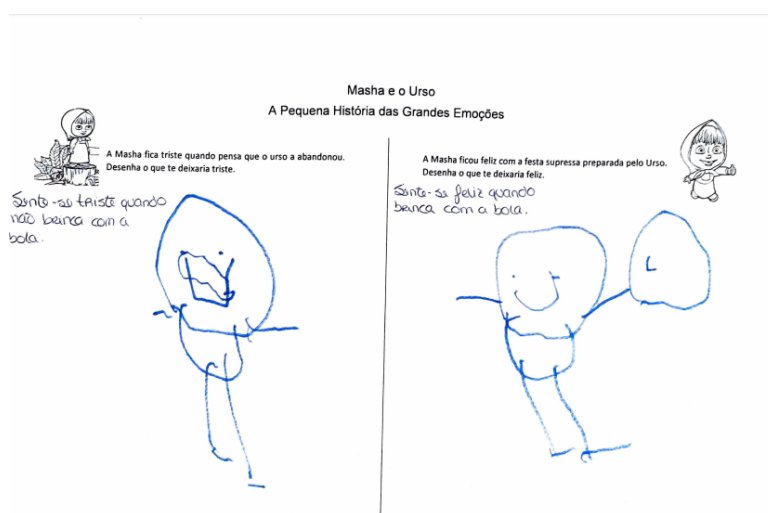 Masha e o Urso
A Pequena História das Grandes Emoções
A Masha fica triste quando pensa que o urso a abandonou.
Desenha o que te deixaria triste.
Sente-se triste quando
não brinca com a
bola.
A Masha ficou feliz com a festa supressa preparada pelo Urso.
Desenha o que te deixaria feliz.
Sente-se feliz quando
brinca com a bola.
L